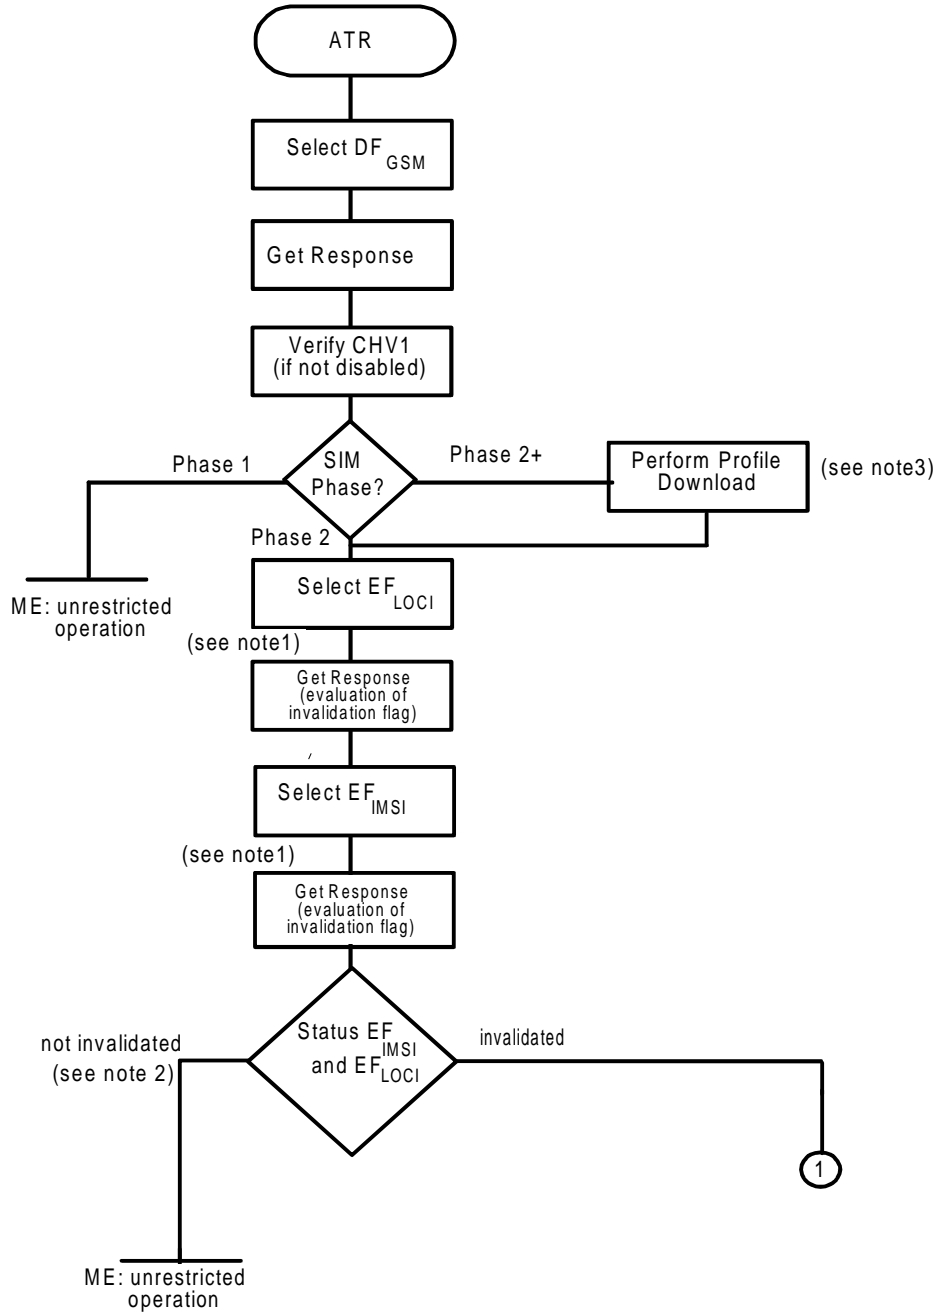 ATR
Select DF GSM
Get Response
Verify CHV1
(if not disabled)
Phase 1
SIM
Phase?
Phase 2+
Perform Profile
Download
(see note3)
Phase 2
ME: unrestricted
operation
Select EF LOCI
(see note1)
Get Response
(evaluation of
invalidation flag)
Select EF IMSI
(see note1)
Get Response
(evaluation of
invalidation flag)
not invalidated
(see note 2)
Status EF IMSI
and EF LOCI
invalidated
1
ME: unrestricted
operation